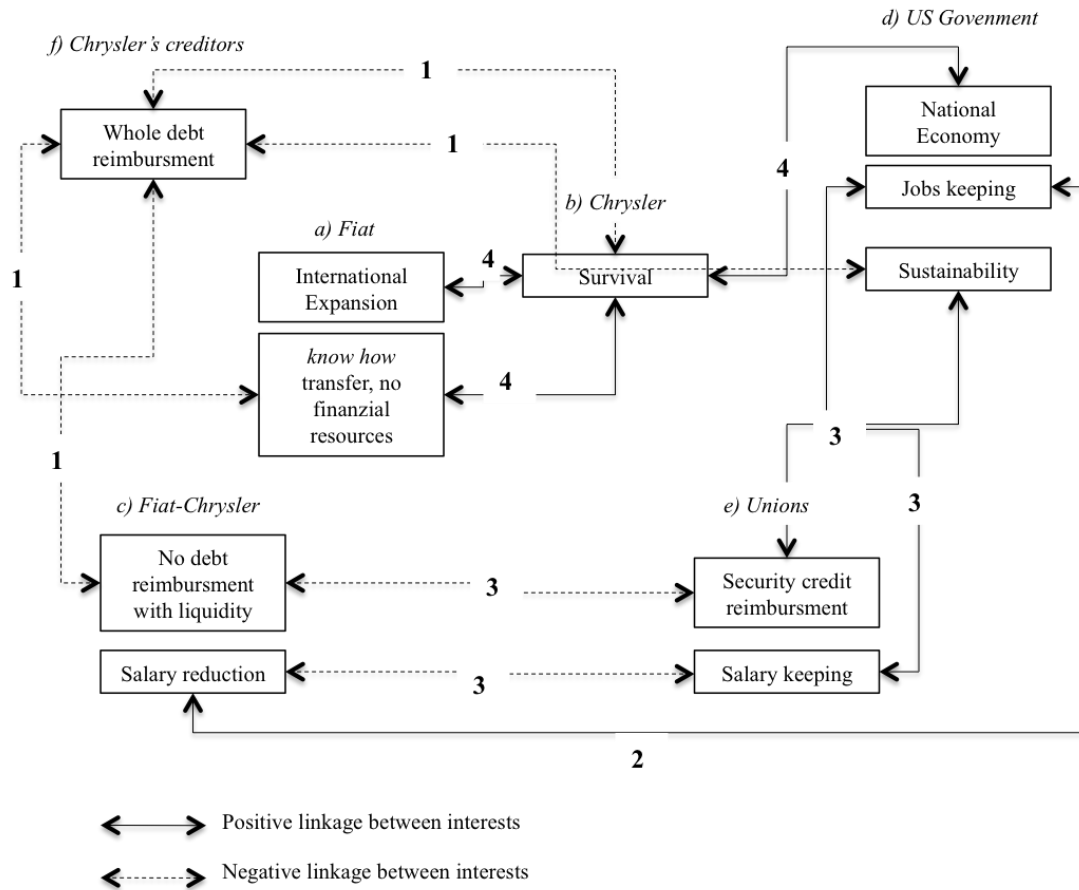 d) US Govenment
f) Chrysler's creditors
1
National
Economy
Whole debt
reimbursment
1
4
Jobs keeping
b) Chrysler
a) Fiat
1
International
Expansion
4
Survival
Sustainability
know how
transfer, no
finanzial
resources
4
3
1
c) Fiat-Chrysler
e) Unions
3
No debt
reimbursment
with liquidity
3
Security credit
reimbursment
Salary reduction
3
Salary keeping
2
Positive linkage between interests
Negative linkage between interests